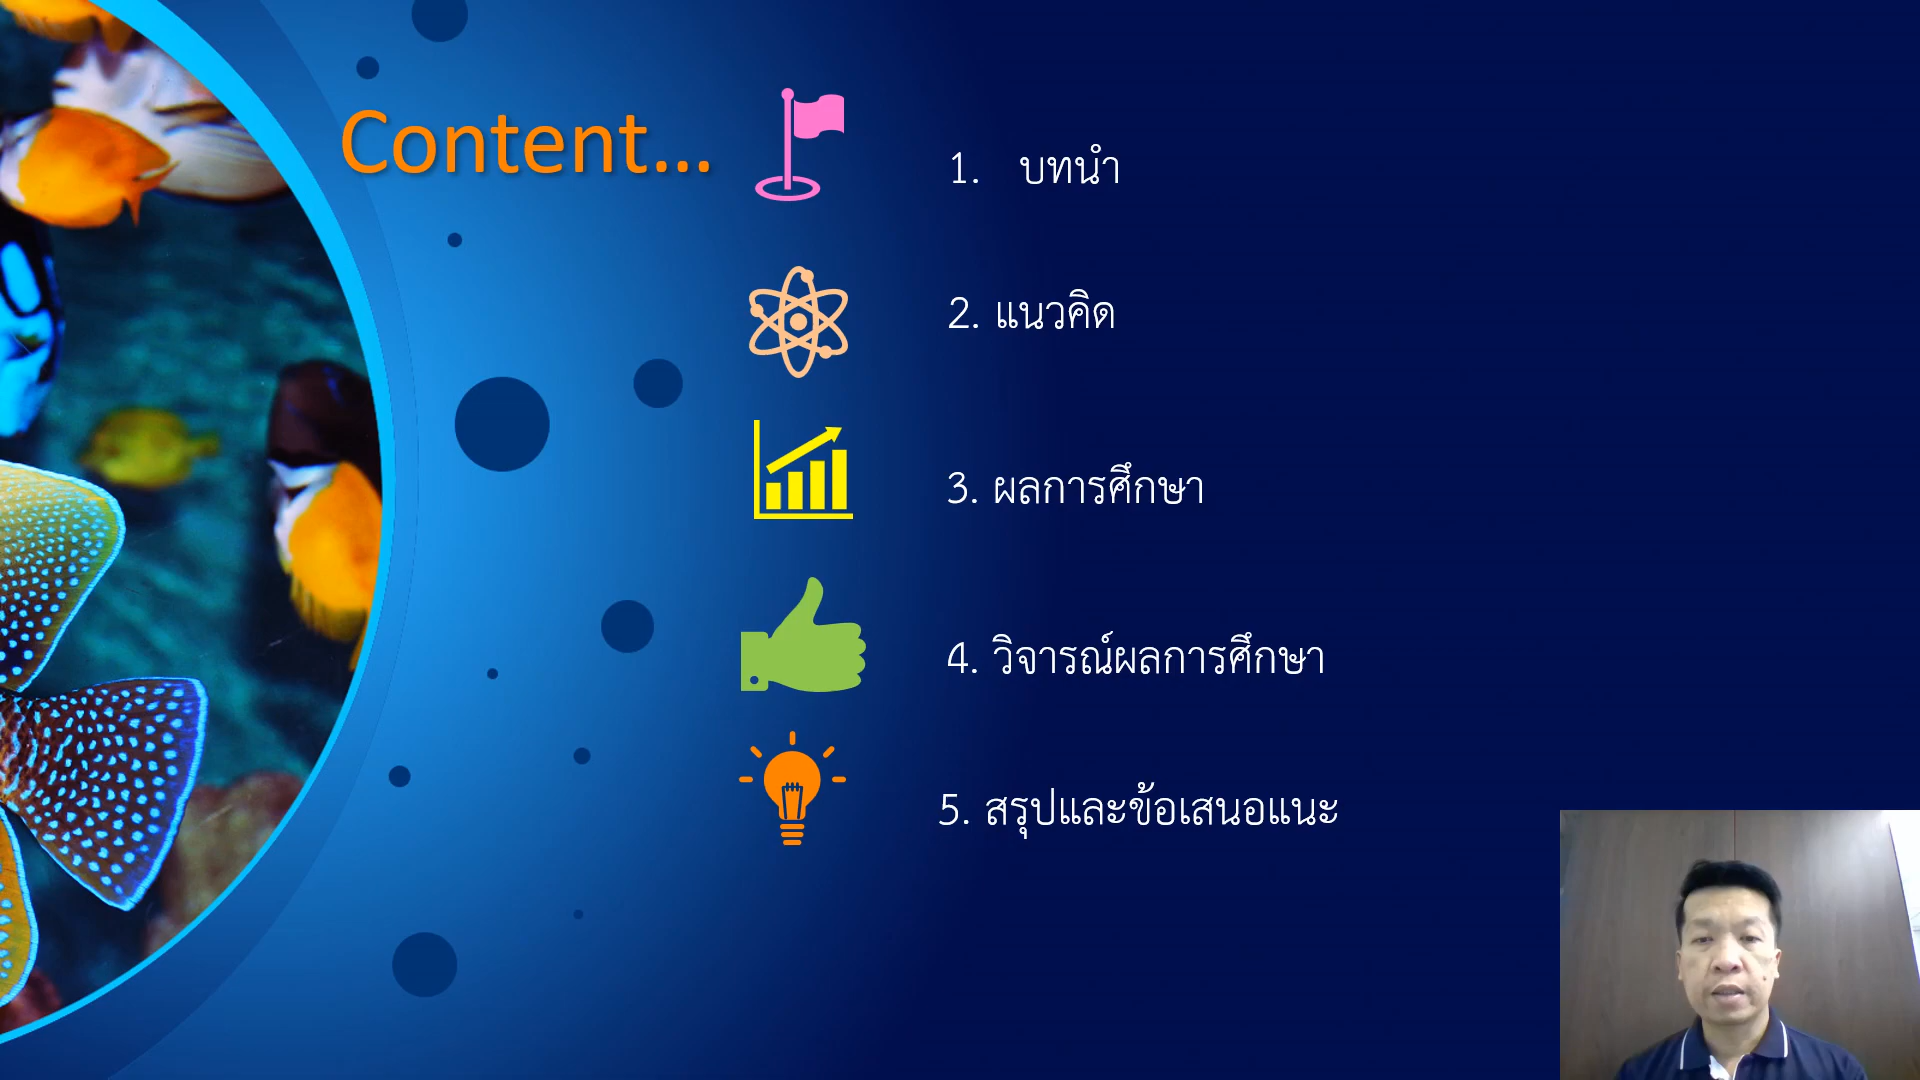 Content...
1. บทนำ
2. แนวคิด
3. ผลการศึกษา
4. วิจารณ์ผลการศึกษา
5. สรุปและข้อเสนอแนะ